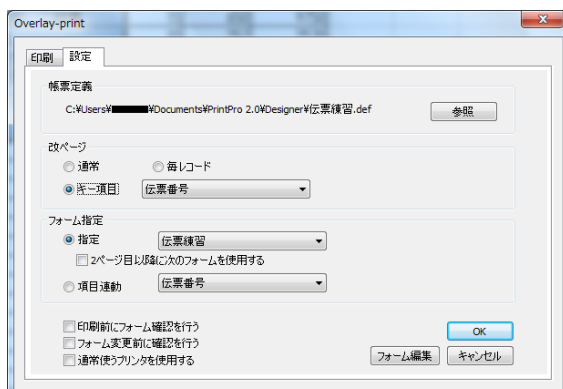 Overlay-print
印刷 設定
帳票定義
C:¥Users¥ ¥Documents¥PrintPro 2.0¥Designer¥伝票練習.def 参照
改ページ
通常 毎レコード
キー項目 伝票番号
フォーム指定
指定 伝票練習
2ページ目以降に次のフォームを使用する
項目連動 伝票番号
印刷前にフォーム確認を行う
フォーム変更前に確認を行う
通常使うプリンタを使用する
OK
フォーム編集 キャンセル